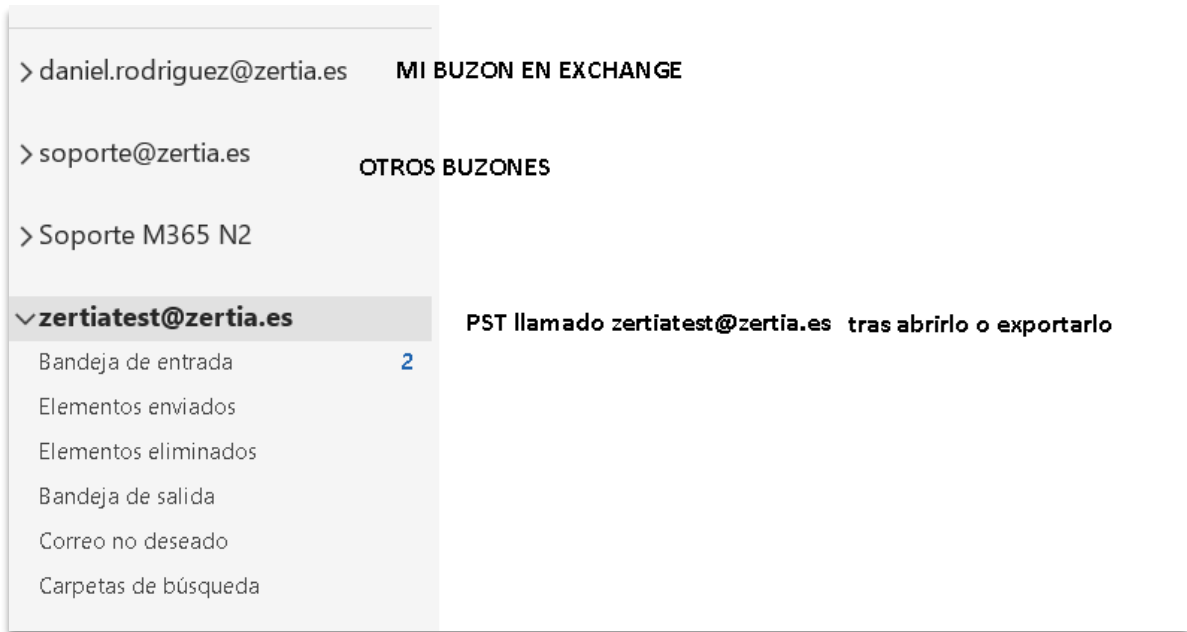 daniel.rodriguez@zertia.es MI BUZON EN EXCHANGE
soporte@zertia.es
OTROS BUZONES
Soporte M365 N2
zertiatest@zertia.es PST llamado zertiatest@zertia.es tras abrirlo o exportarlo
Bandeja de entrada 2
Elementos enviados
Elementos eliminados
Bandeja de salida
Correo no deseado
Carpetas de búsqueda